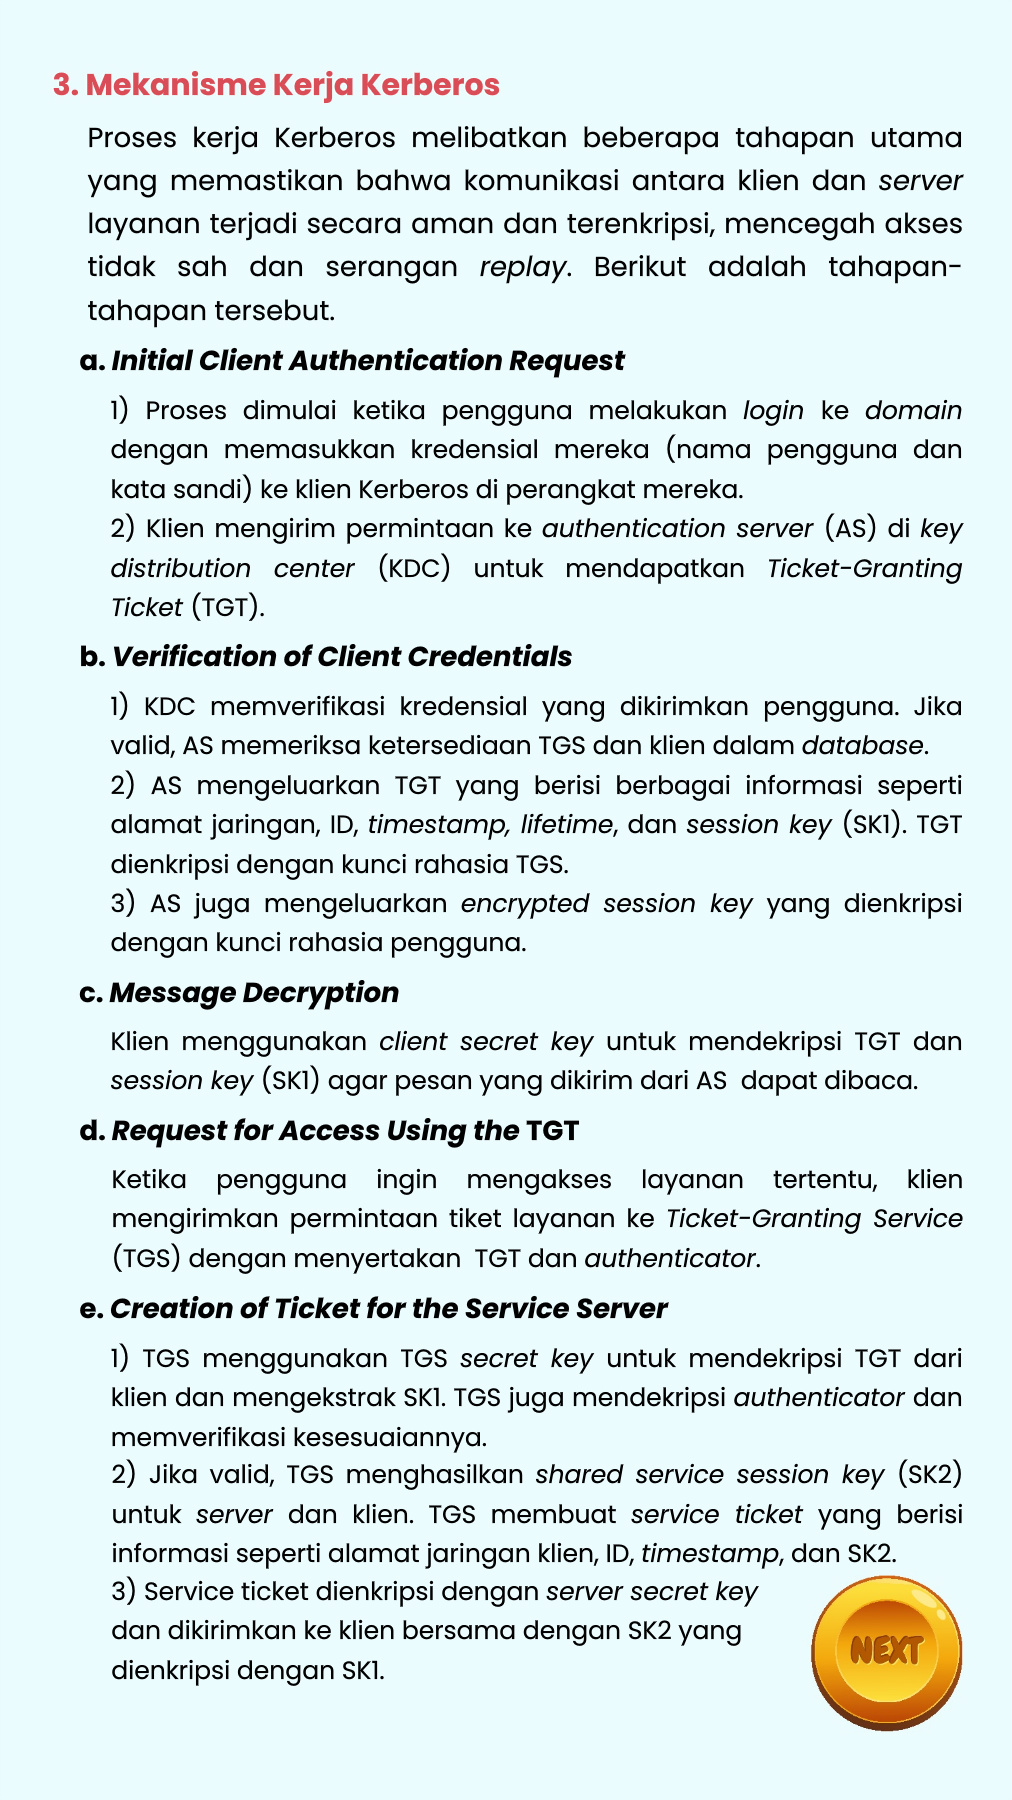 3. Mekanisme Kerja Kerberos
Proses kerja Kerberos melibatkan beberapa tahapan utama
yang memastikan bahwa komunikasi antara klien dan server
layanan terjadi secara aman dan terenkripsi, mencegah akses
tidak sah dan serangan replay. Berikut adalah tahapan-
tahapan tersebut.
a. Initial Client Authentication Request
1) Proses dimulai ketika pengguna melakukan login ke domain
dengan memasukkan kredensial mereka (nama pengguna dan
kata sandi) ke klien Kerberos di perangkat mereka.
2) Klien mengirim permintaan ke authentication server (AS) di key
distribution center (KDC) untuk mendapatkan Ticket-Granting
Ticket (TGT).
b. Verification of Client Credentials
1) KDC memverifikasi kredensial yang dikirimkan pengguna. Jika
valid, AS memeriksa ketersediaan TGS dan klien dalam database.
2) AS mengeluarkan TGT yang berisi berbagai informasi seperti
alamat jaringan, ID, timestamp, lifetime, dan session key (SK1). TGT
dienkripsi dengan kunci rahasia TGS.
3) AS juga mengeluarkan encrypted session key yang dienkripsi
dengan kunci rahasia pengguna.
c. Message Decryption
Klien menggunakan client secret key untuk mendekripsi TGT dan
session key (SK1) agar pesan yang dikirim dari AS  dapat dibaca.
d. Request for Access Using the TGT
Ketika pengguna ingin mengakses layanan tertentu, klien
mengirimkan permintaan tiket layanan ke Ticket-Granting Service
(TGS) dengan menyertakan  TGT dan authenticator.
e. Creation of Ticket for the Service Server
1) TGS menggunakan TGS secret key untuk mendekripsi TGT dari
klien dan mengekstrak SK1. TGS juga mendekripsi authenticator dan
memverifikasi kesesuaiannya.
2) Jika valid, TGS menghasilkan shared service session key (SK2)
untuk server dan klien. TGS membuat service ticket yang berisi
informasi seperti alamat jaringan klien, ID, timestamp, dan SK2.
3) Service ticket dienkripsi dengan server secret key
dan dikirimkan ke klien bersama dengan SK2 yang
dienkripsi dengan SK1.
NEXT